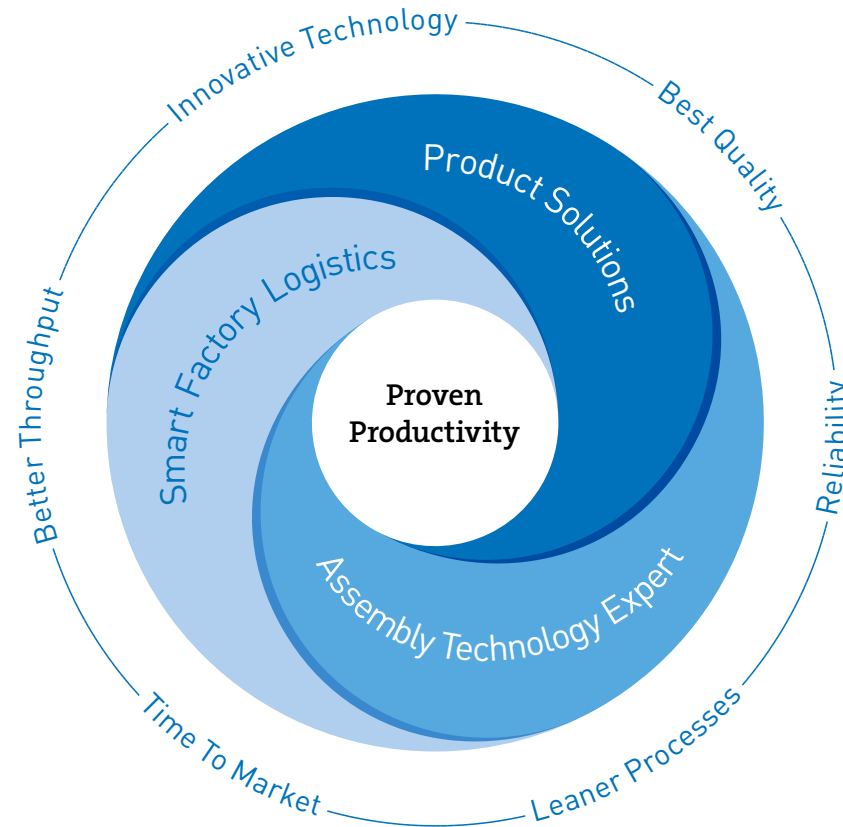 Innovative Technology
Best Quality
Reliability
Leaner Processes
Time To Market
Better Throughput
Product Solutions
Assembly Technology Expert
Smart Factory Logistics
Proven
Productivity